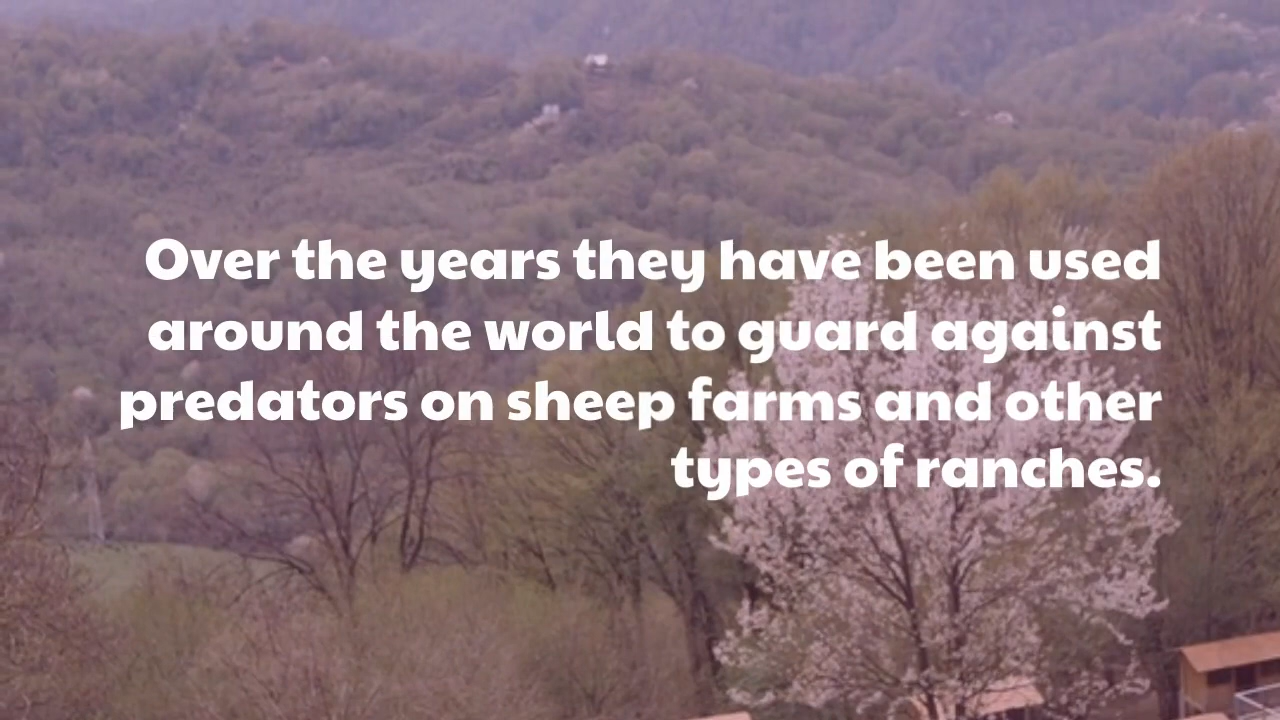 Over the years they have been used
around the world to guard against
predators on sheep farms and other
types of ranches.